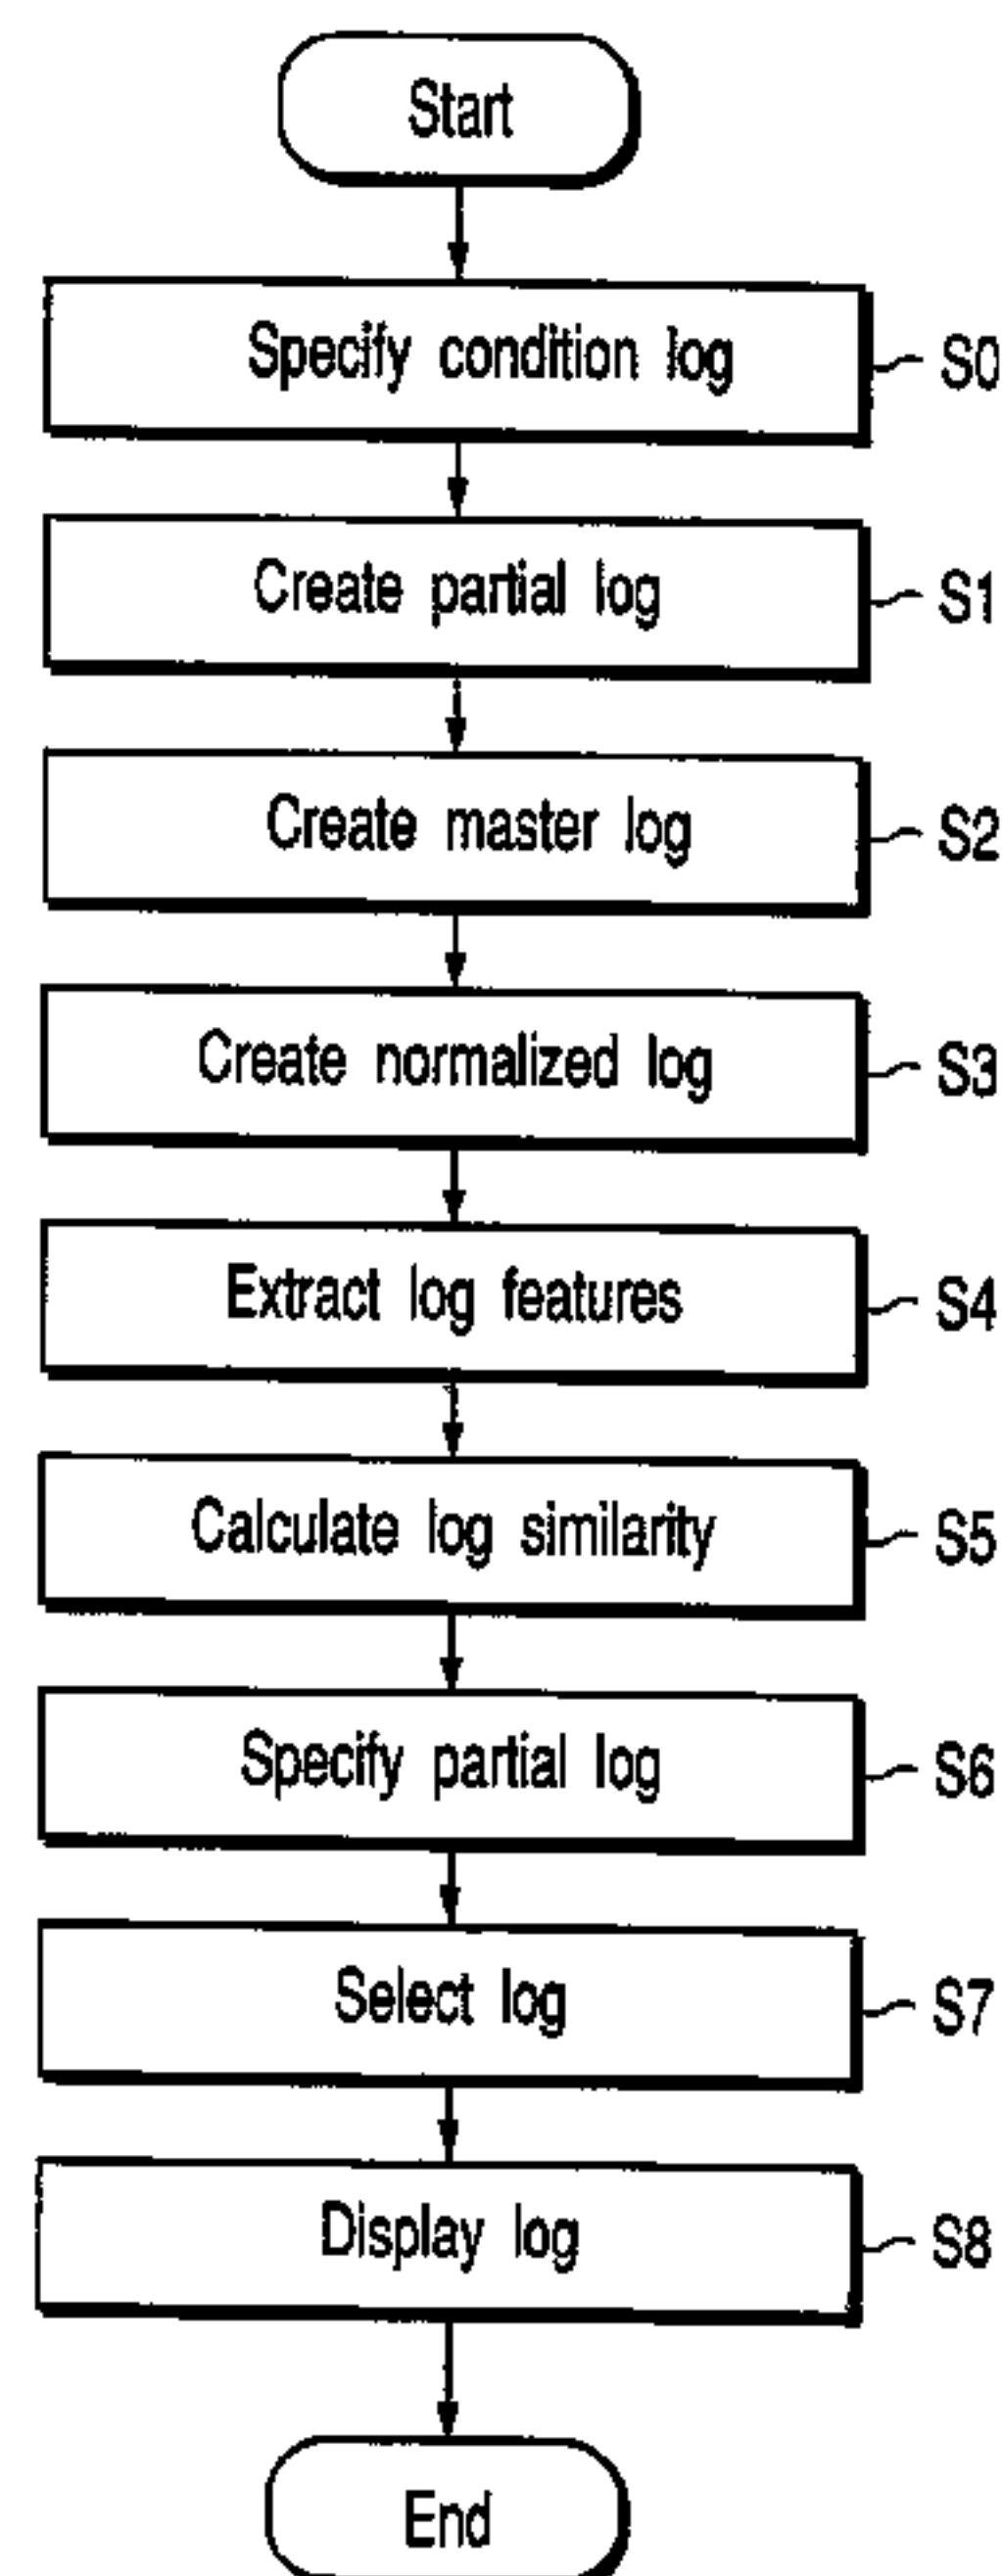 Start
Specify condition log
S0
Create partial log
S1
Create master log
S2
Create normalized log
S3
Extract log features
S4
Calculate log similarity
S5
Specify partial log
S6
Select log
S7
Display log
S8
End